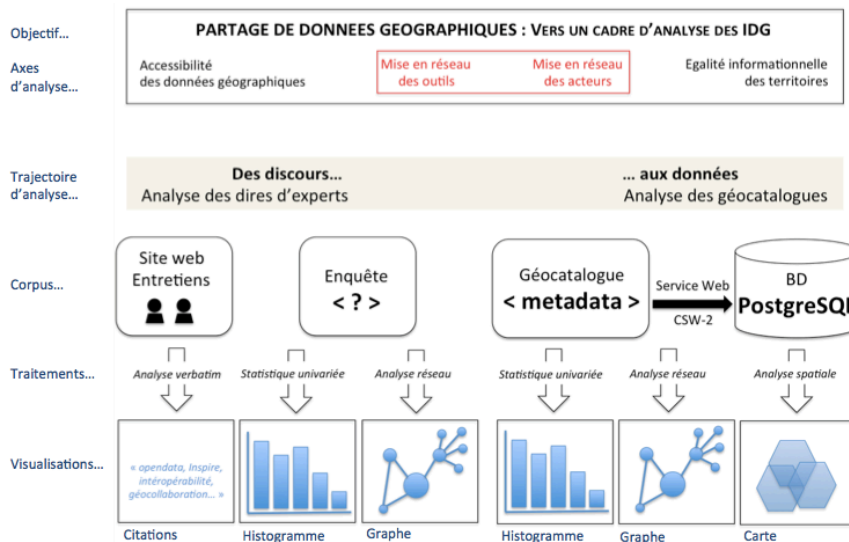 Objectif...
PARTAGE DE DONNEES GEOGRAPHIQUES : VERS UN CADRE D'ANALYSE DES IDG
Axes
d'analyse...
Accessibilité
des données géographiques
Mise en réseau
des outils
Mise en réseau
des acteurs
Egalité informationnelle
des territoires
Trajectoire
d'analyse...
Des discours...
Analyse des dires d'experts
... aux données
Analyse des géocatalogues
Corpus...
Site web
Entretiens
Enquête
< ? >
Géocatalogue
< metadata >
Service Web
CSW-2
BD
PostgreSQL
Traitements...
Analyse verbatim
Statistique univariée
Analyse réseau
Statistique univariée
Analyse réseau
Analyse spatiale
Visualisations...
« opendata, Inspire,
intéropérabilité,
géocollaboration... »
Citations
Histogramme
Graphe
Histogramme
Graphe
Carte